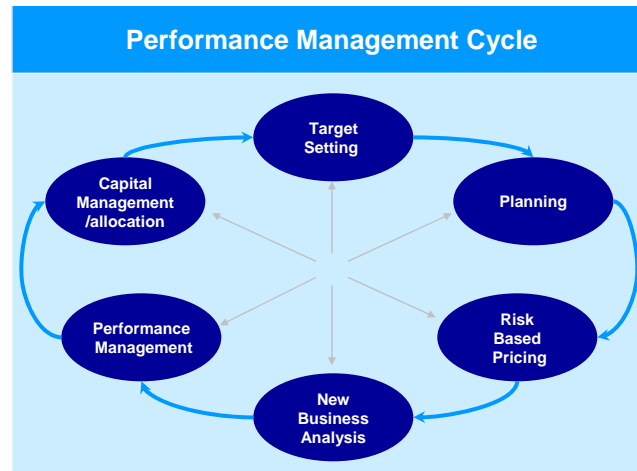 Performance Management Cycle
Target
Setting
Capital
Management
/allocation
Planning
Performance
Management
Risk
Based
Pricing
New
Business
Analysis